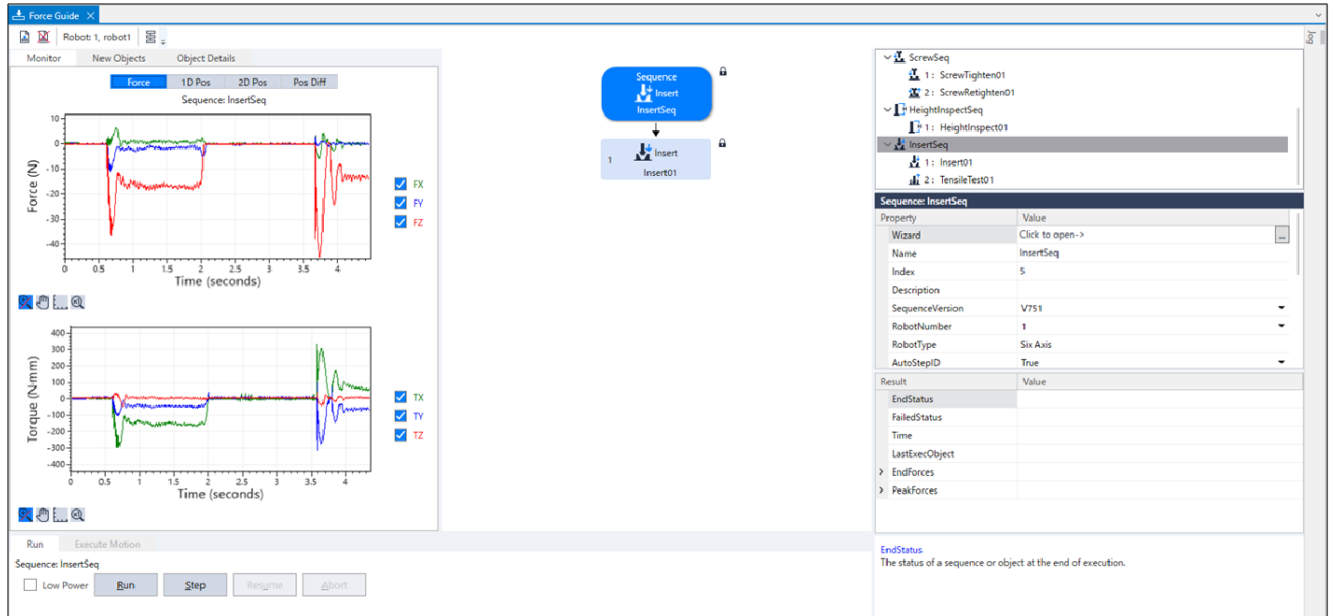 Force Guide
Robot: 1, robot1
Jog
Monitor New Objects Object Details
Force 1D Pos 2D Pos Pos Diff
Sequence: InsertSeq
10
0
-10
-20
-30
-40
Force (N)
0 0.5 1 1.5 2 2.5 3 3.5 4
Time (seconds)
FX
FY
FZ
400
300
200
100
0
-100
-200
-300
-400
Torque (N·mm)
0 0.5 1 1.5 2 2.5 3 3.5 4
Time (seconds)
TX
TY
TZ
Sequence
Insert
InsertSeq
1
Insert
Insert01
ScrewSeq
1 : ScrewTighten01
2 : ScrewRetighten01
HeightInspectSeq
1 : HeightInspect01
InsertSeq
1 : Insert01
2 : TensileTest01
Sequence: InsertSeq
Property Value
Wizard Click to open-> ...
Name InsertSeq
Index 5
Description
SequenceVersion V751
RobotNumber 1
RobotType Six Axis
AutoStepID True
Result Value
EndStatus
FailedStatus
Time
LastExecObject
EndForces
PeakForces
EndStatus
The status of a sequence or object at the end of execution.
Run Execute Motion
Sequence: InsertSeq
Low Power Run Step Resume Abort